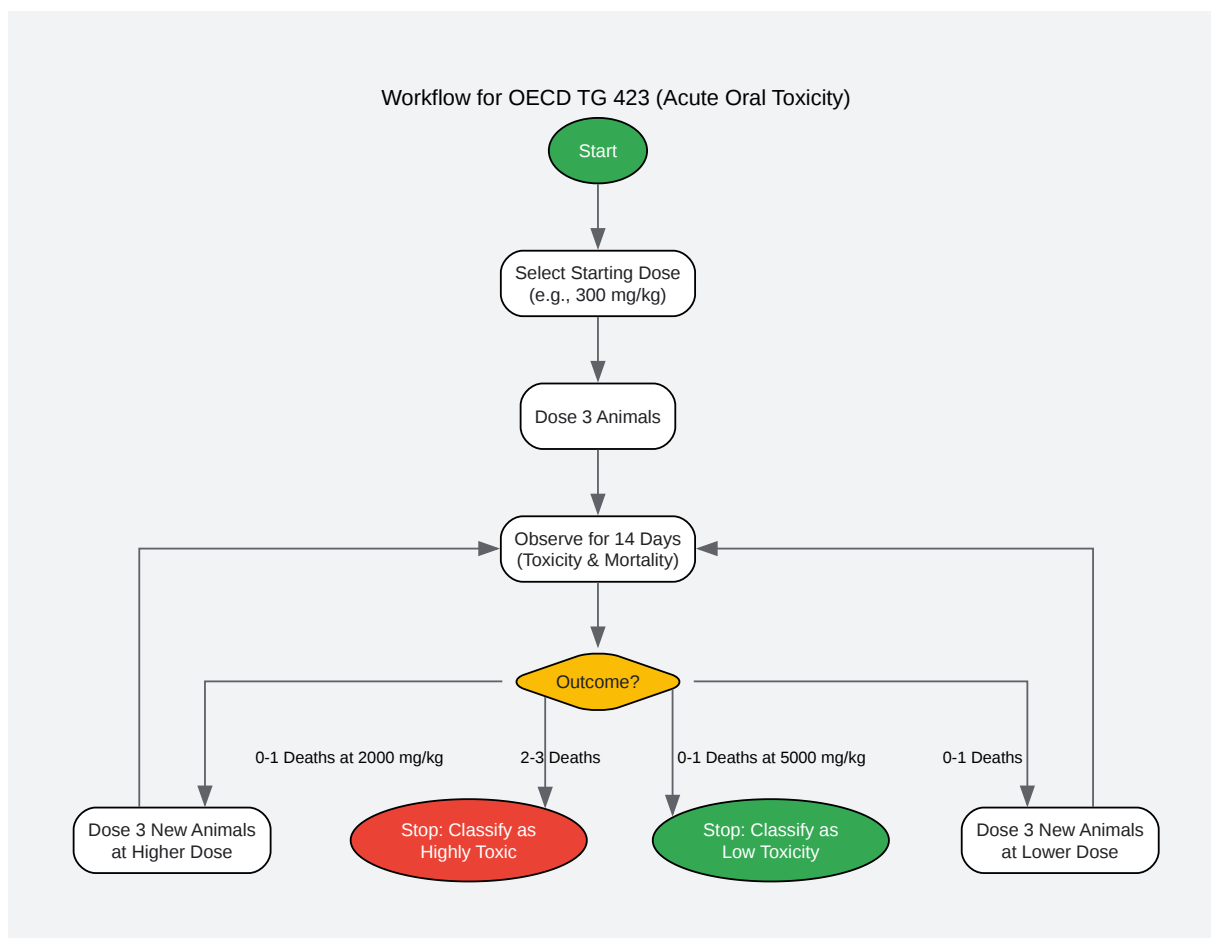 Workflow for OECD TG 423 (Acute Oral Toxicity)
Start
Select Starting Dose
(e.g., 300 mg/kg)
Dose 3 Animals
Observe for 14 Days
(Toxicity & Mortality)
Outcome?
0-1 Deaths at 2000 mg/kg
2-3 Deaths
0-1 Deaths at 5000 mg/kg
0-1 Deaths
Dose 3 New Animals
at Higher Dose
Stop: Classify as
Highly Toxic
Stop: Classify as
Low Toxicity
Dose 3 New Animals
at Lower Dose